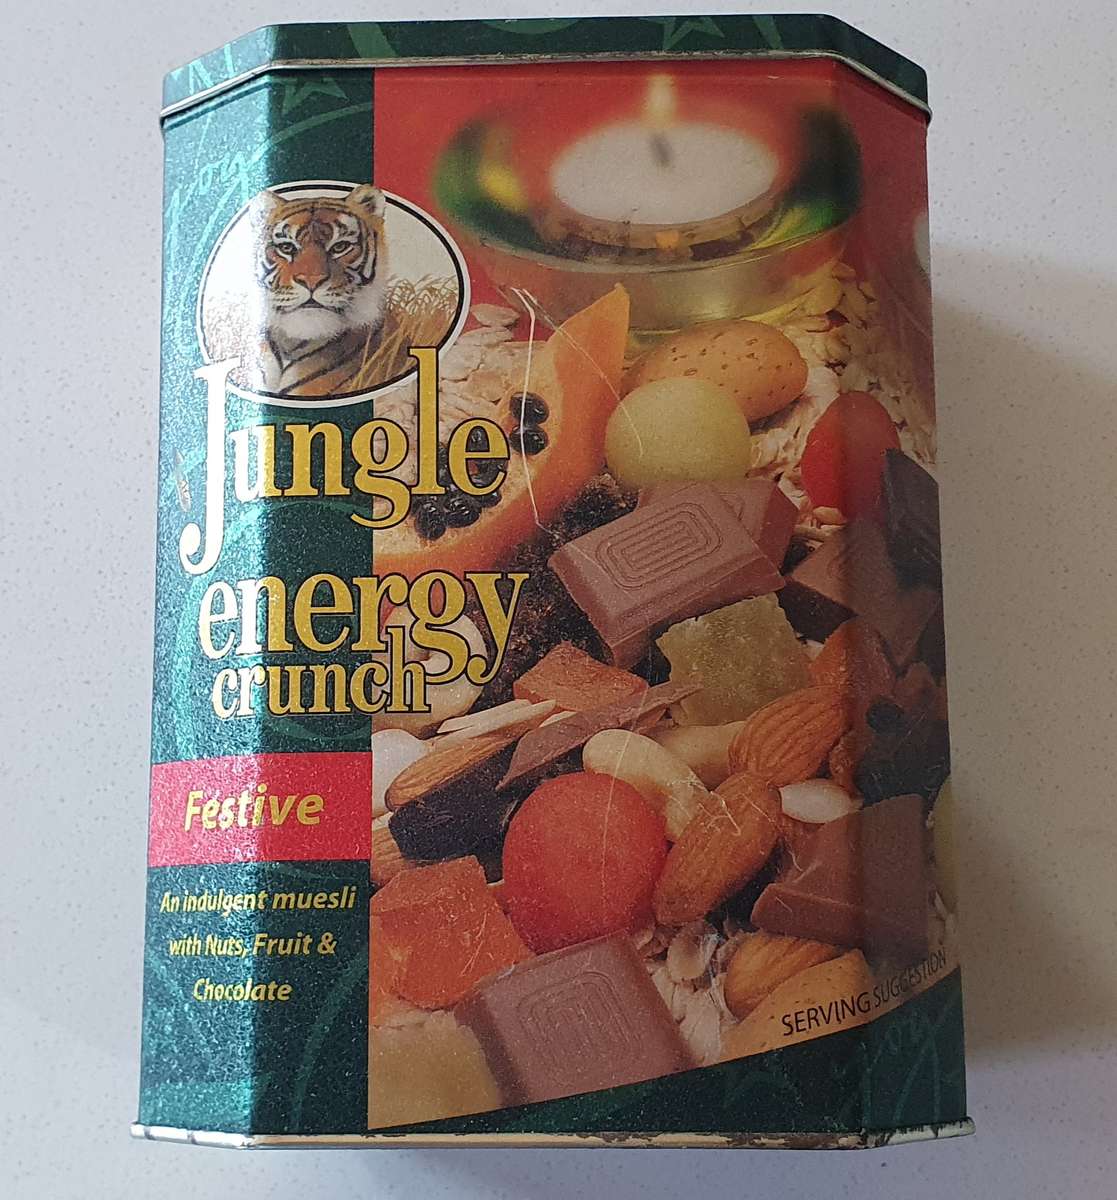 Jungle
energy
crunch
Festive
An indulgent muesli
with Nuts, Fruit &
Chocolate
SERVING SUGGESTION